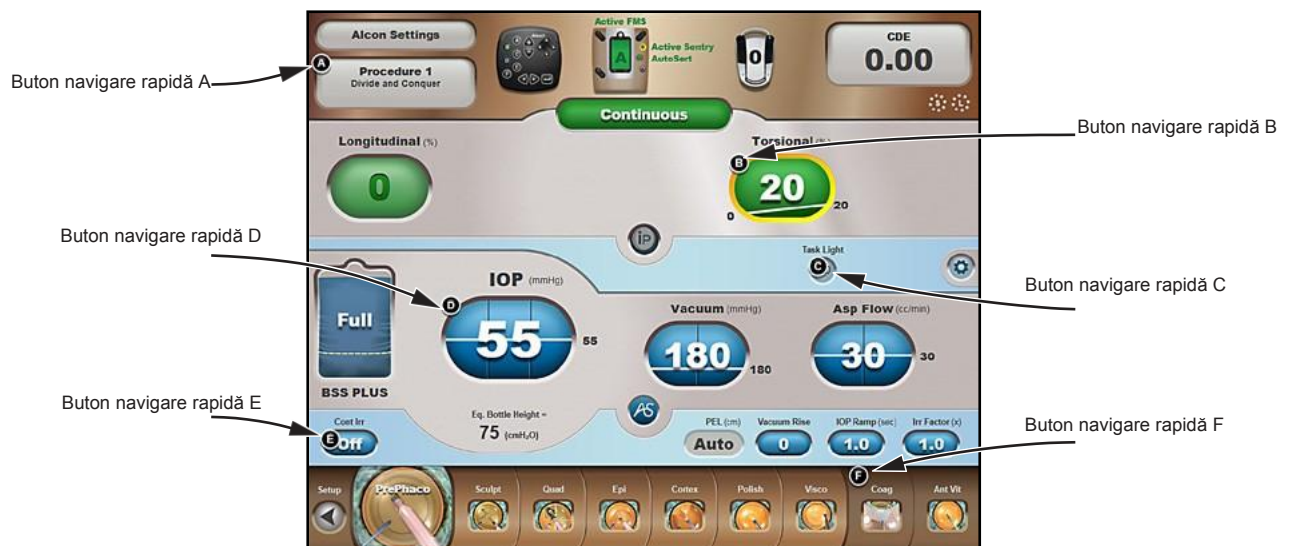 Alcon Settings
A
Procedure 1
Divide and Conquer
Active FMS
A
Active Sentry
AutoSert
0
CDE
0.00
Buton navigare rapidă A
Continuous
Buton navigare rapidă B
Longitudinal (%)
0
Torsional (%)
B
20
0
20
Buton navigare rapidă D
iP
Task Light
C
Buton navigare rapidă C
IOP (mmHg)
D
55
55
Full
BSS PLUS
Vacuum (mmHg)
180
180
Asp Flow (cc/min)
30
30
Buton navigare rapidă E
Cont Irr
E
Off
Eq. Bottle Height =
75 (cmH₂O)
AS
PEL (cm)
Auto
Vacuum Rise
0
IOP Ramp (sec)
1.0
Irr Factor (x)
1.0
Buton navigare rapidă F
F
Setup
PrePhaco
Sculpt
Quad
Epi
Cortex
Polish
Visco
Coag
Ant Vit